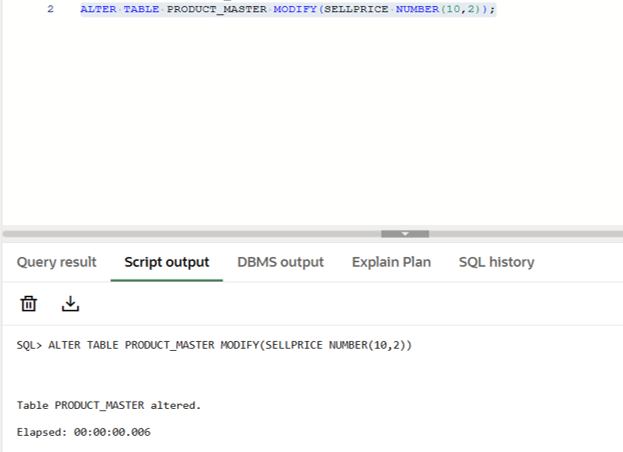 2 ALTER TABLE PRODUCT_MASTER MODIFY(SELLPRICE NUMBER(10,2));
Query result Script output DBMS output Explain Plan SQL history
SQL> ALTER TABLE PRODUCT_MASTER MODIFY(SELLPRICE NUMBER(10,2))
Table PRODUCT_MASTER altered.
Elapsed: 00:00:00.006